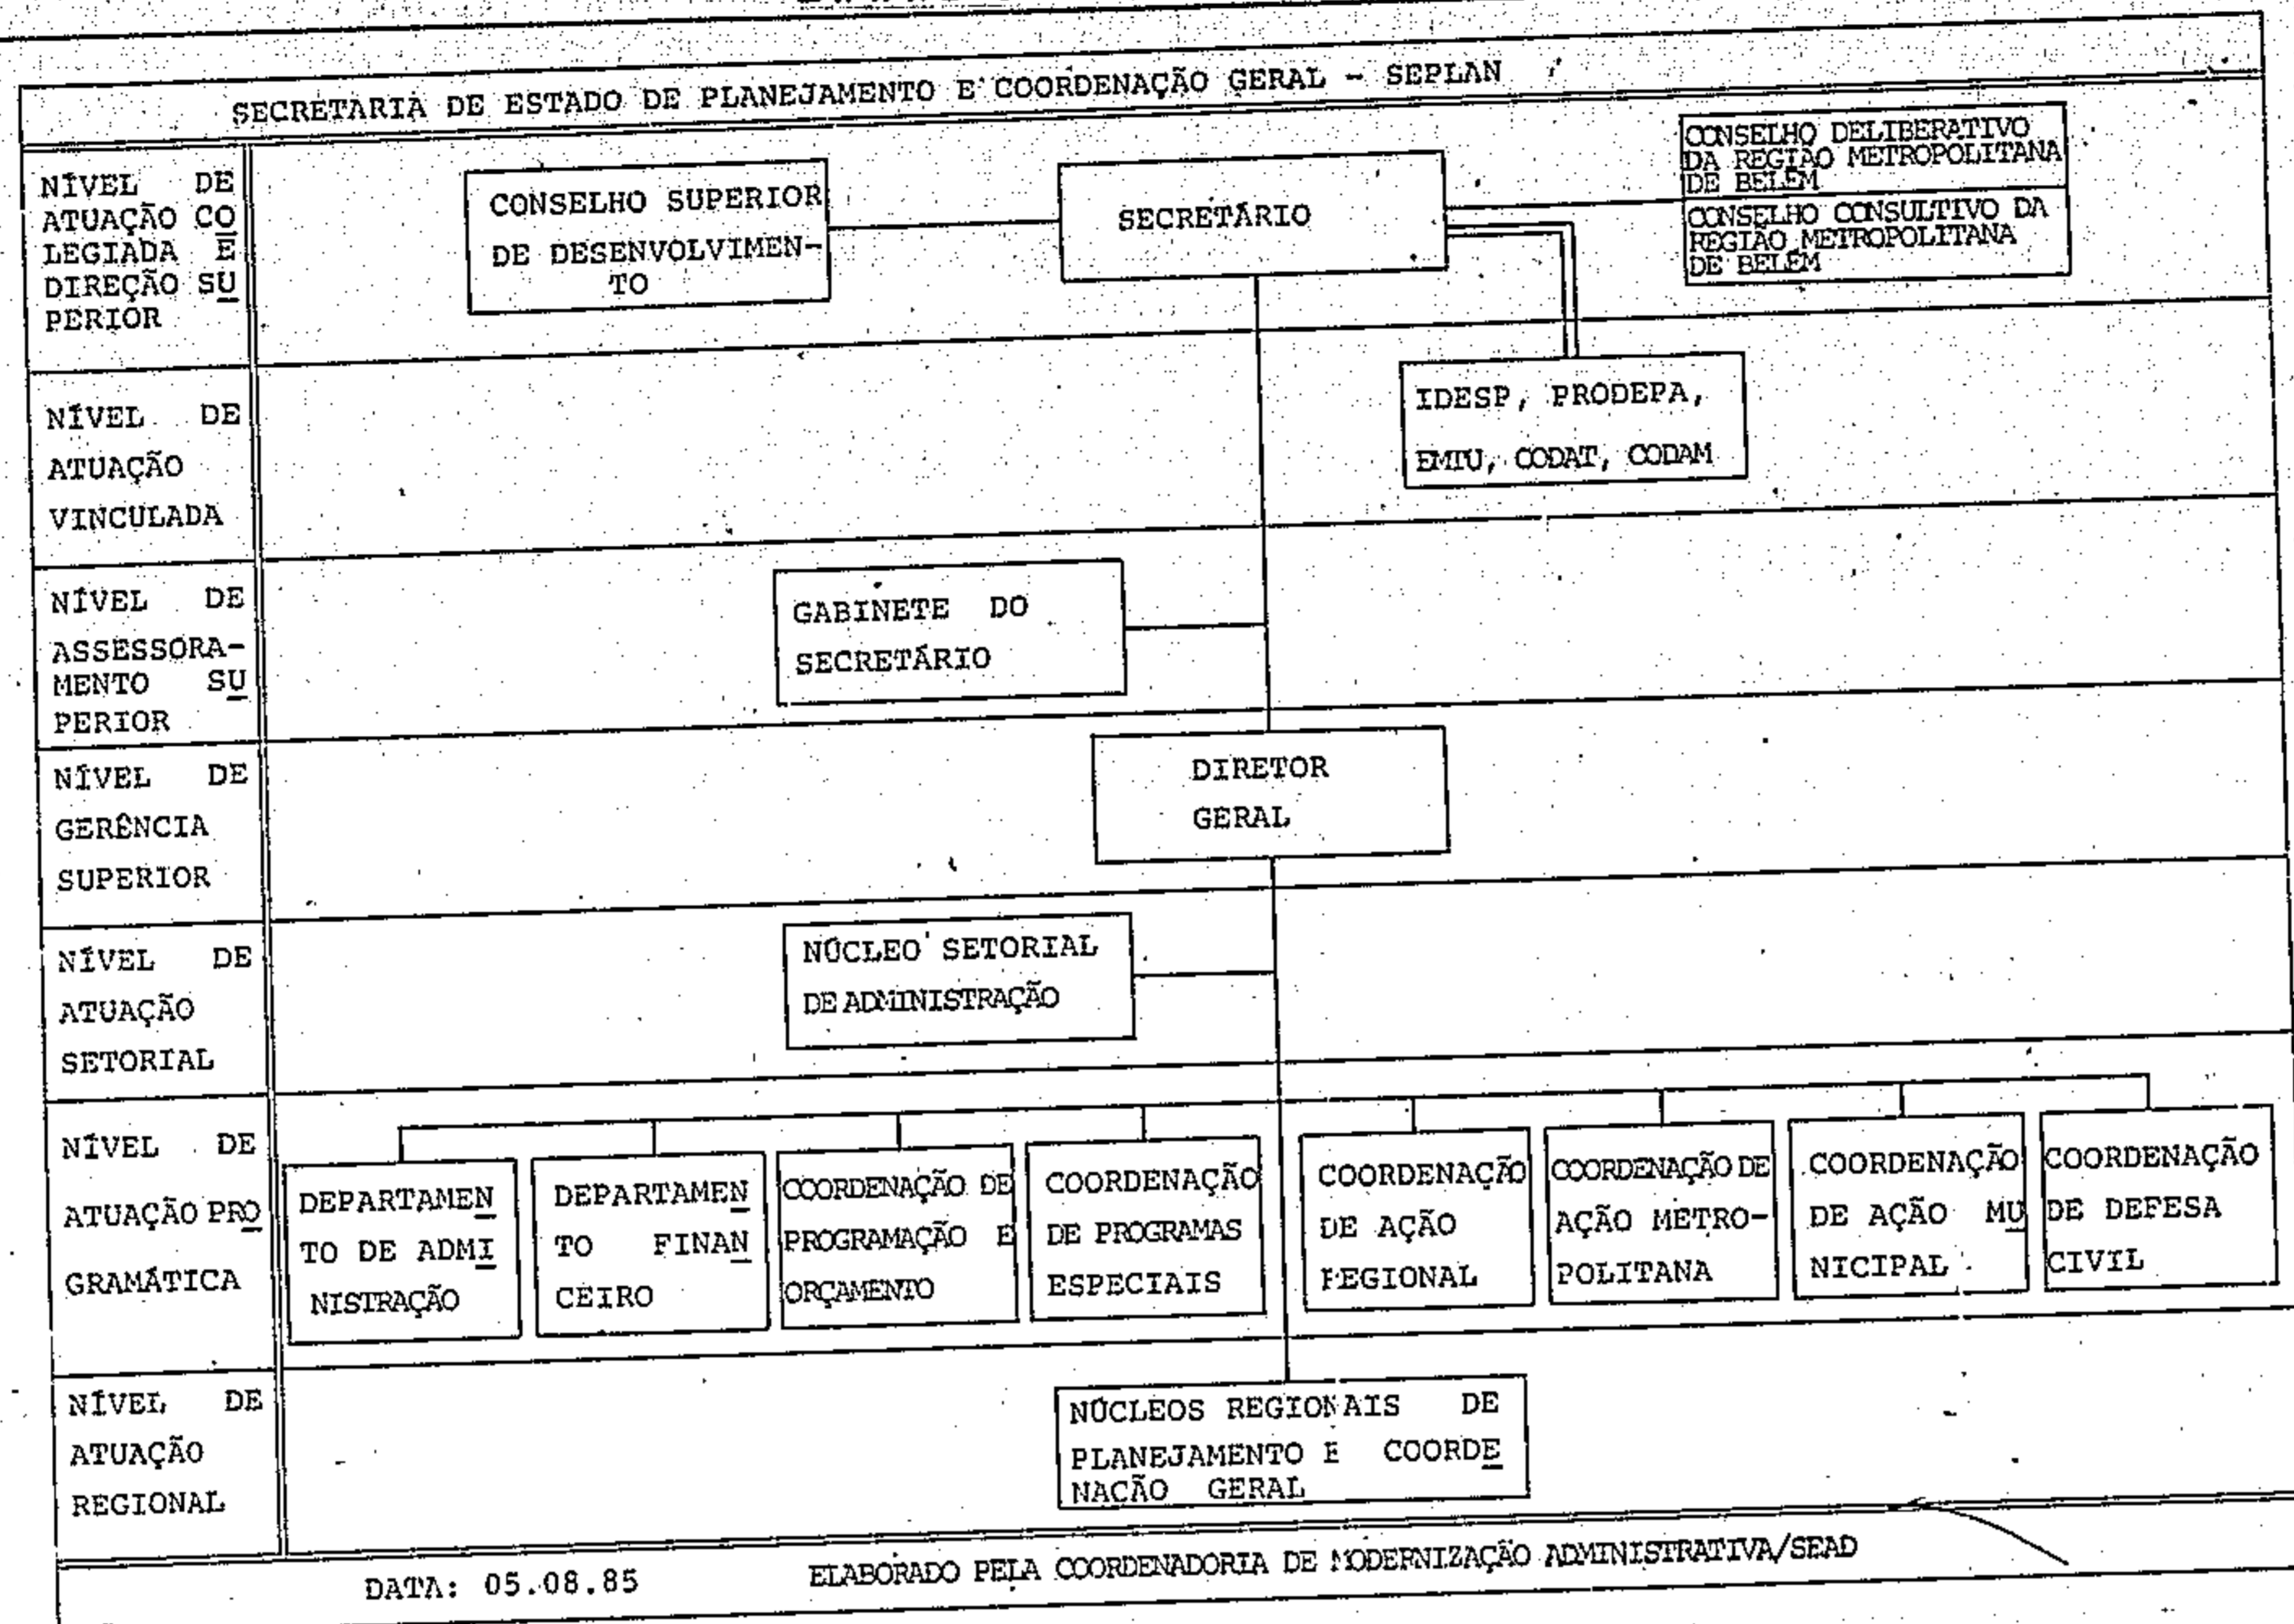 SECRETARIA DE ESTADO DE PLANEJAMENTO E COORDENAÇÃO GERAL - SEPLAN
NÍVEL DE
ATUAÇÃO CO
LEGIADA E
DIREÇÃO SU
PERIOR
CONSELHO SUPERIOR
DE DESENVOLVIMEN-
TO
SECRETÁRIO
CONSELHO DELIBERATIVO
DA REGIÃO METROPOLITANA
DE BELÉM
CONSELHO CONSULTIVO DA
REGIÃO METROPOLITANA
DE BELÉM
NÍVEL DE
ATUAÇÃO
VINCULADA
IDESP, PRODEPA,
EMTU, CODAT, CODAM
NÍVEL DE
ASSESSORA-
MENTO SU
PERIOR
GABINETE DO
SECRETÁRIO
NÍVEL DE
GERÊNCIA
SUPERIOR
DIRETOR
GERAL
NÍVEL DE
ATUAÇÃO
SETORIAL
NÚCLEO SETORIAL
DE ADMINISTRAÇÃO
NÍVEL DE
ATUAÇÃO PRO
GRAMÁTICA
DEPARTAMEN
TO DE ADMI
NISTRAÇÃO
DEPARTAMEN
TO FINAN
CEIRO
COORDENAÇÃO DE
PROGRAMAÇÃO E
ORÇAMENTO
COORDENAÇÃO
DE PROGRAMAS
ESPECIAIS
COORDENAÇÃO
DE AÇÃO
REGIONAL
COORDENAÇÃO DE
AÇÃO METRO-
POLITANA
COORDENAÇÃO
DE AÇÃO MU
NICIPAL
COORDENAÇÃO
DE DEFESA
CIVIL
NÍVEL DE
ATUAÇÃO
REGIONAL
NÚCLEOS REGIONAIS DE
PLANEJAMENTO E COORDE
NAÇÃO GERAL
DATA: 05.08.85 ELABORADO PELA COORDENADORIA DE MODERNIZAÇÃO ADMINISTRATIVA/SEAD